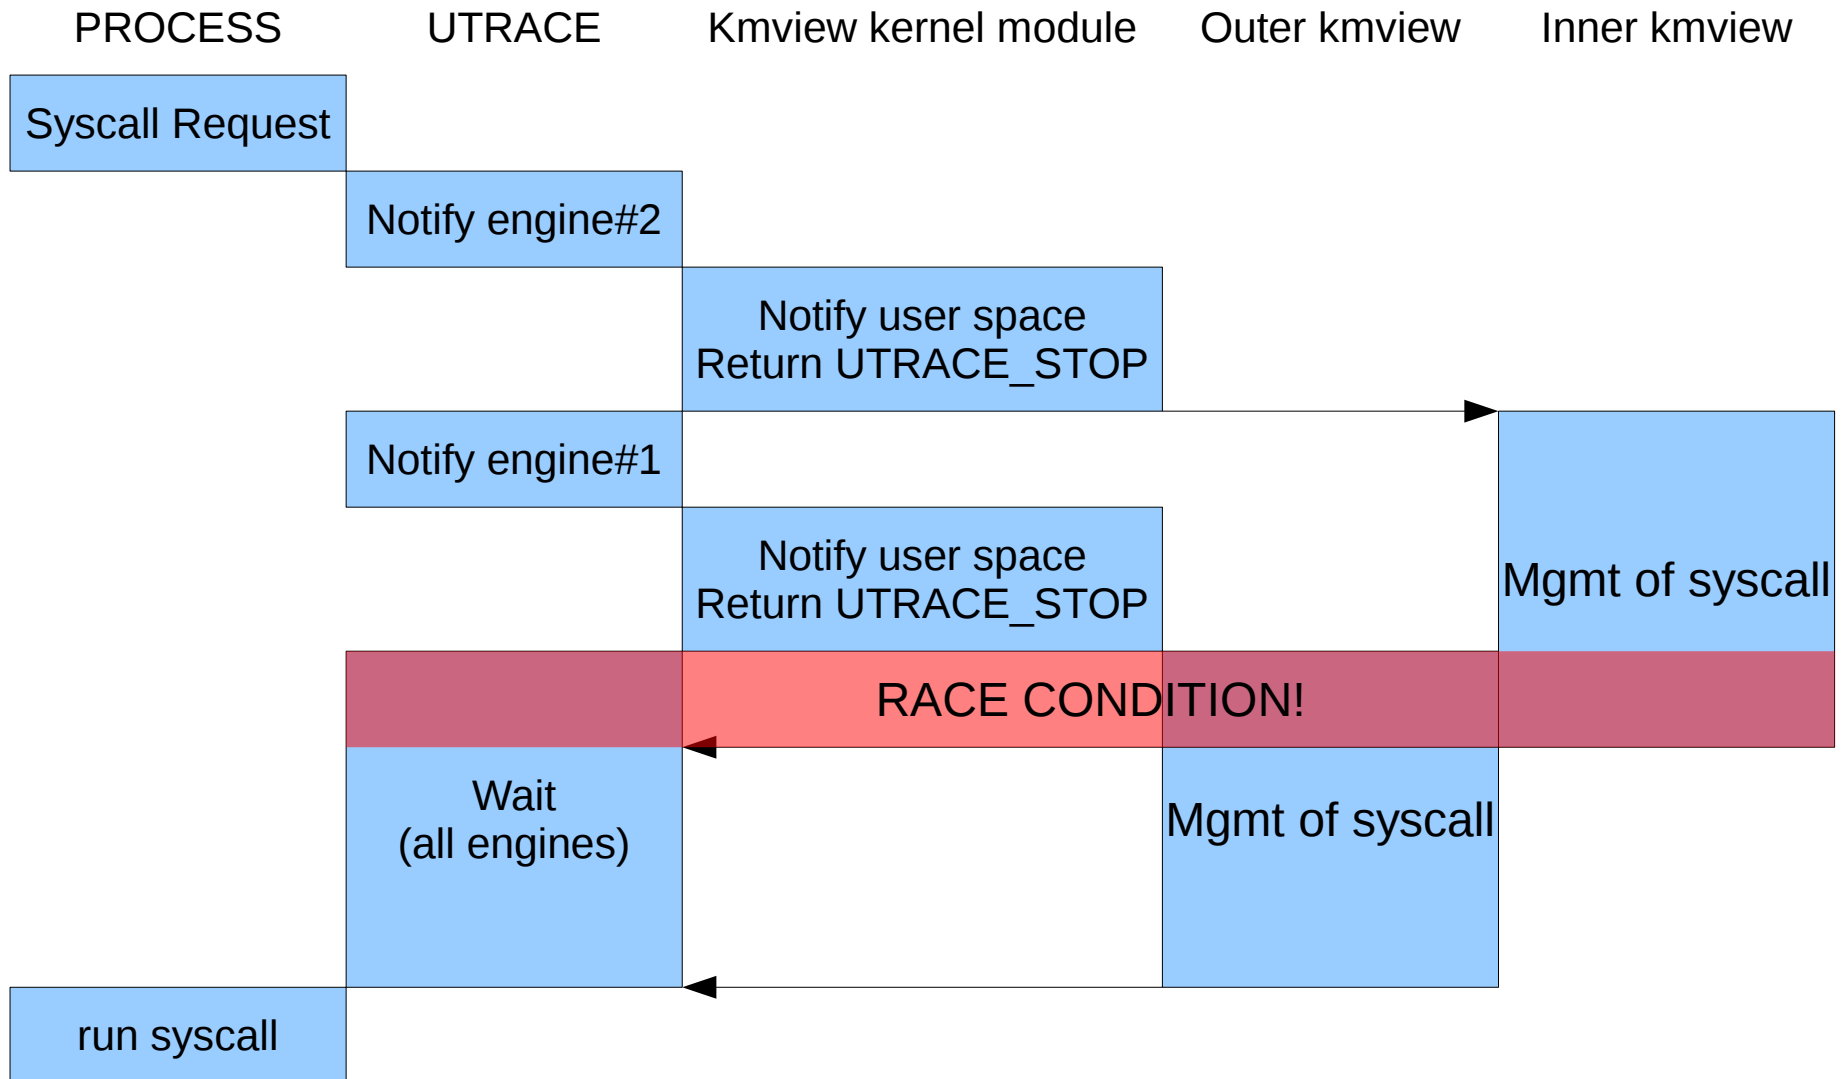 PROCESS
UTRACE
Kmview kernel module
Outer kmview
Inner kmview
Syscall Request
Notify engine#2
Notify user space
Return UTRACE_STOP
Notify engine#1
Notify user space
Return UTRACE_STOP
Mgmt of syscall
RACE CONDITION!
Wait
(all engines)
Mgmt of syscall
run syscall